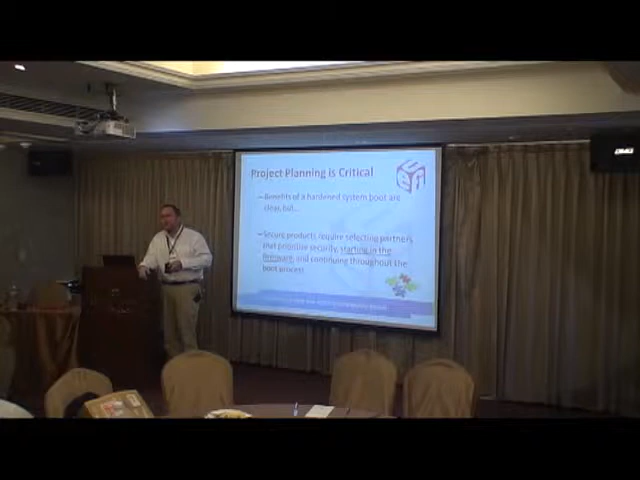 Project Planning is Critical
UEFI
– Benefits of a hardened system boot are
clear, but...
– Secure products require selecting partners
that prioritize security, starting in the
firmware, and continuing throughout the
boot process